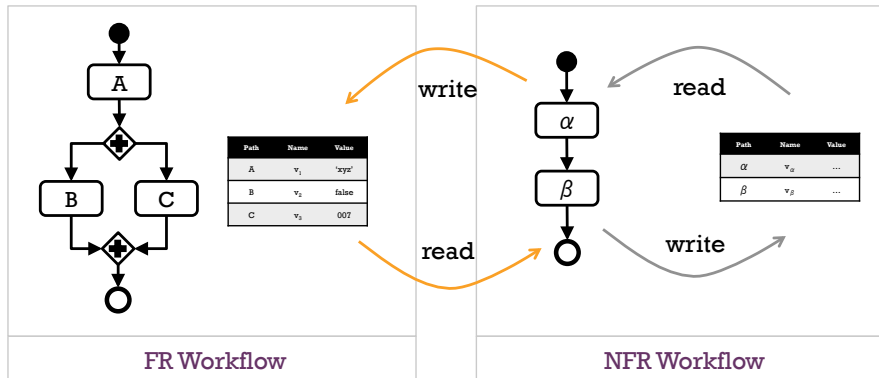 A
B
C
Path Name Value
A v₁ 'xyz'
B v₂ false
C v₃ 007
FR Workflow
write
read
α
β
read
write
Path Name Value
α v_α ...
β v_β ...
NFR Workflow